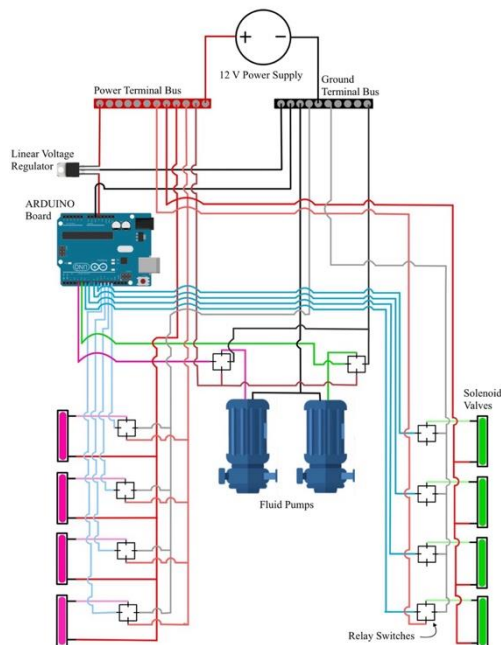 + −
12 V Power Supply
Power Terminal Bus
Ground
Terminal Bus
Linear Voltage
Regulator
ARDUINO
Board
UNO
Solenoid
Valves
Fluid Pumps
Relay Switches